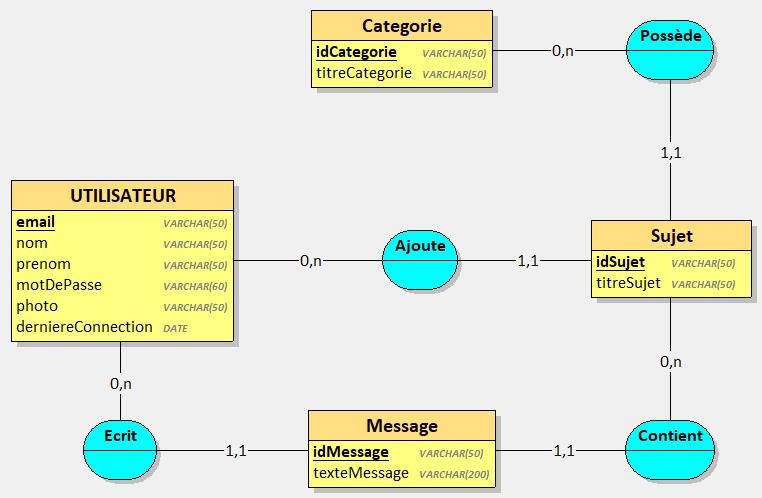 Categorie
idCategorie VARCHAR(50)
titreCategorie VARCHAR(50)
0,n
Possède
1,1
UTILISATEUR
email VARCHAR(50)
nom VARCHAR(50)
prenom VARCHAR(50)
motDePasse VARCHAR(60)
photo VARCHAR(50)
derniereConnection DATE
0,n
Ajoute
1,1
Sujet
idSujet VARCHAR(50)
titreSujet VARCHAR(50)
0,n
0,n
Ecrit
1,1
Message
idMessage VARCHAR(50)
texteMessage VARCHAR(200)
1,1
Contient